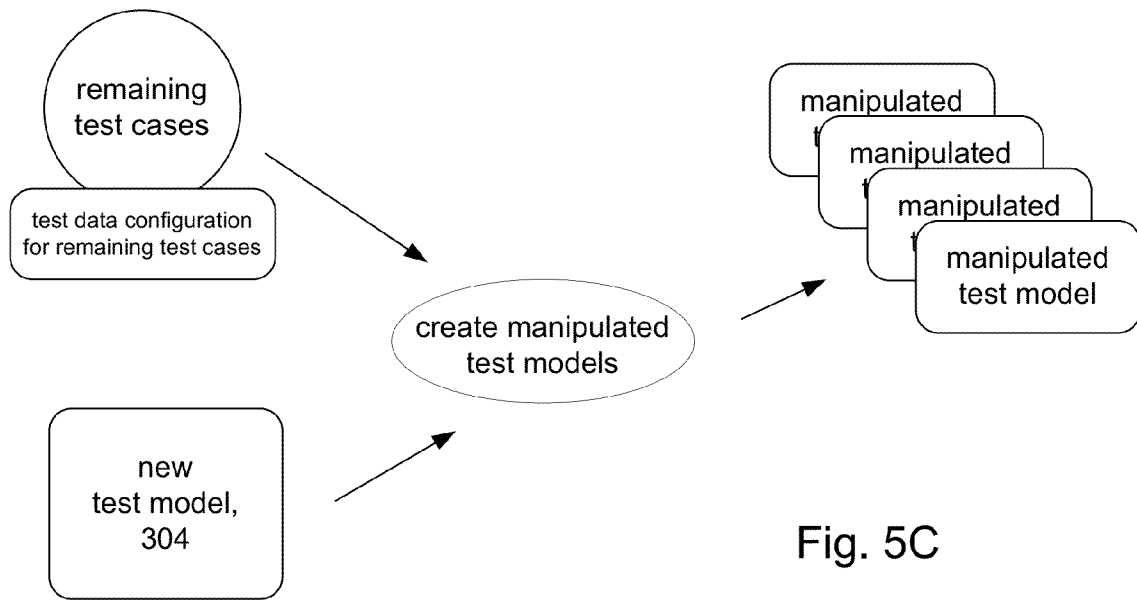 remaining
test cases
test data configuration
for remaining test cases
new
test model,
304
create manipulated
test models
manipulated
manipulated
manipulated
manipulated
test model
Fig. 5C